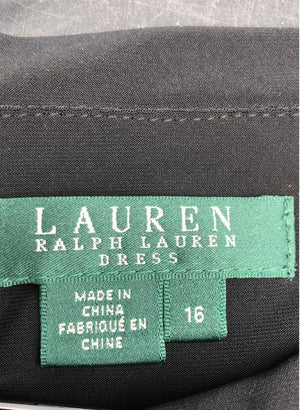 LAUREN
RALPH LAUREN
DRESS
MADE IN
CHINA
FABRIQUÉ EN
CHINE
16